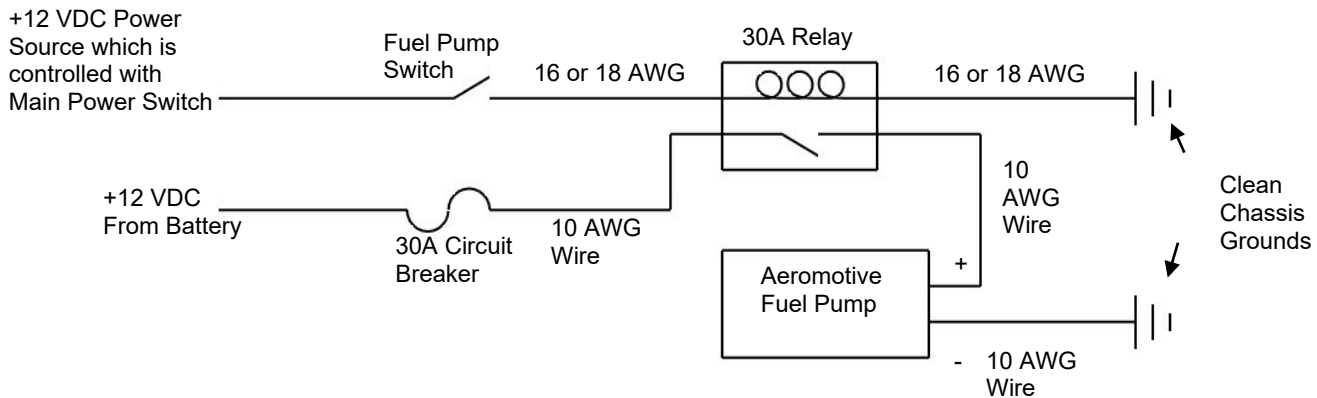 +12 VDC Power
Source which is
controlled with
Main Power Switch
Fuel Pump
Switch
16 or 18 AWG
30A Relay
16 or 18 AWG
+12 VDC
From Battery
30A Circuit
Breaker
10 AWG
Wire
10
AWG
Wire
Clean
Chassis
Grounds
Aeromotive
Fuel Pump
+
-
10 AWG
Wire